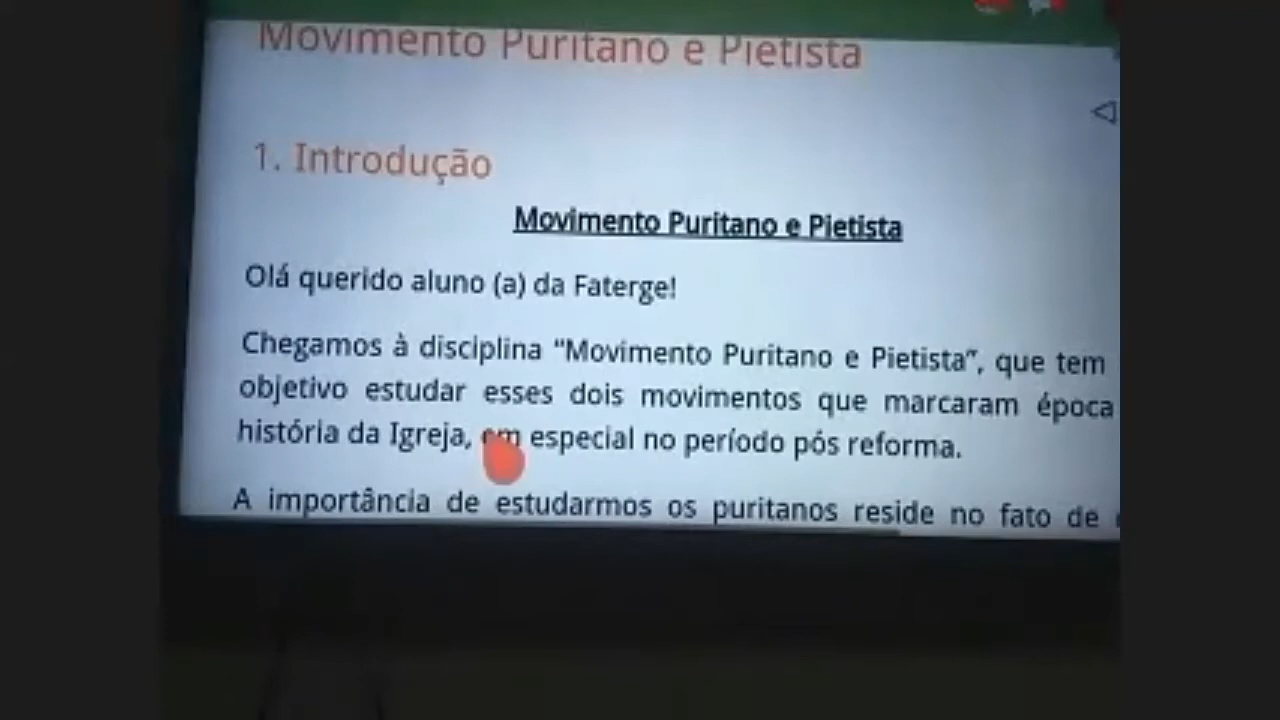 Movimento Puritano e Pietista
1. Introdução
Movimento Puritano e Pietista
Olá querido aluno (a) da Faterge!
Chegamos à disciplina “Movimento Puritano e Pietista”, que tem
objetivo estudar esses dois movimentos que marcaram época
história da Igreja, em especial no período pós reforma.
A importância de estudarmos os puritanos reside no fato de